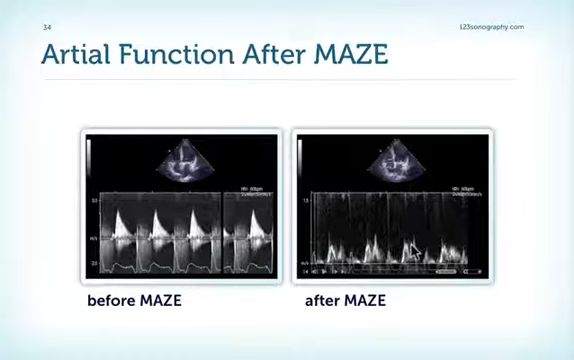 34
123sonography.com
Artial Function After MAZE
before MAZE
after MAZE